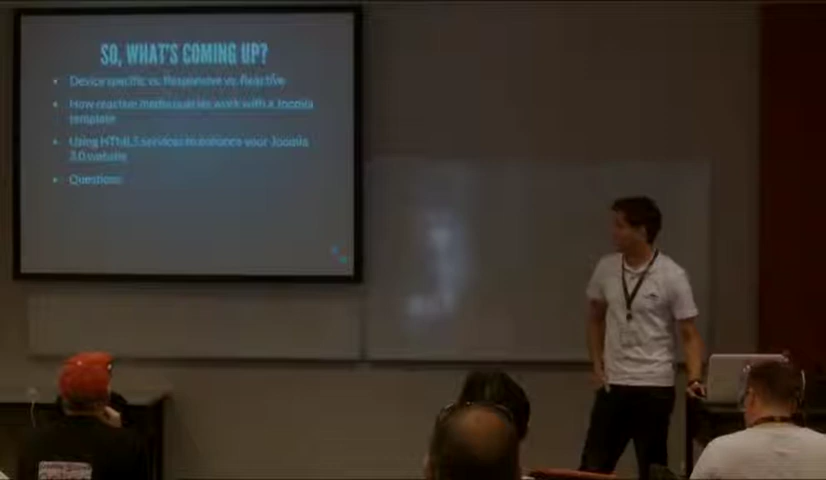 SO, WHAT'S COMING UP?
Device specific vs. Responsive vs. Reactive
How reactive mediaqueries work with a Joomla
template
Using HTML5 services to enhance your Joomla
3.0 website
Questions